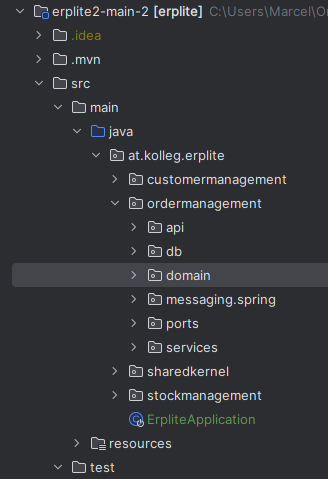 erplite2-main-2 [erplite] C:\Users\Marcel\Or
.idea
.mvn
src
main
java
at.kolleg.erplite
customermanagement
ordermanagement
api
db
domain
messaging.spring
ports
services
sharedkernel
stockmanagement
ErpliteApplication
resources
test